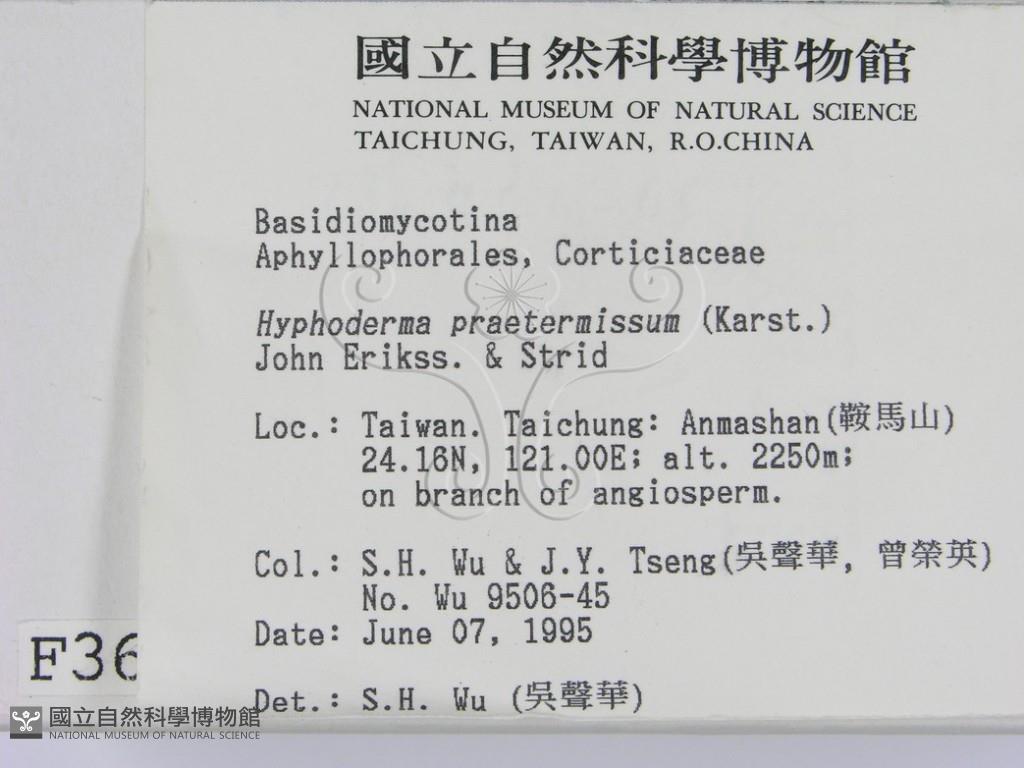 國立自然科學博物館
NATIONAL MUSEUM OF NATURAL SCIENCE
TAICHUNG, TAIWAN, R.O.CHINA
Basidiomycotina
Aphyllophorales, Corticiaceae
Hyphoderma praetermissum (Karst.)
John Erikss. & Strid
Loc.: Taiwan. Taichung: Anmashan(鞍馬山)
24.16N, 121.00E; alt. 2250m;
on branch of angiosperm.
Col.: S.H. Wu & J.Y. Tseng(吳聲華, 曾榮英)
No. Wu 9506-45
Date: June 07, 1995
F36
Det.: S.H. Wu (吳聲華)
國立自然科學博物館
NATIONAL MUSEUM OF NATURAL SCIENCE